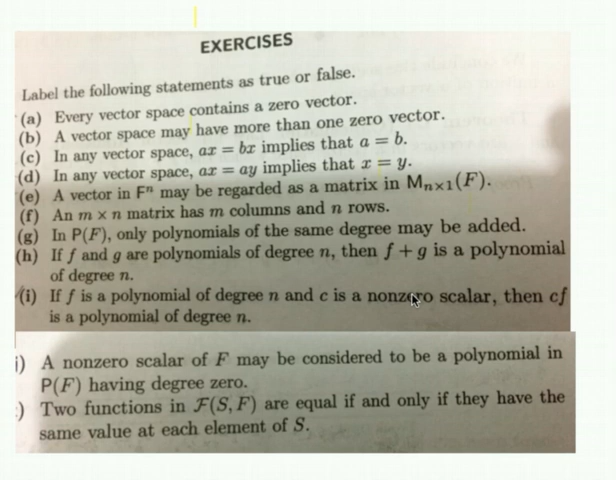 EXERCISES
Label the following statements as true or false.
(a) Every vector space contains a zero vector.
(b) A vector space may have more than one zero vector.
(c) In any vector space, ax = bx implies that a = b.
(d) In any vector space, ax = ay implies that x = y.
(e) A vector in Fⁿ may be regarded as a matrix in Mₙₓ₁(F).
(f) An m × n matrix has m columns and n rows.
(g) In P(F), only polynomials of the same degree may be added.
(h) If f and g are polynomials of degree n, then f + g is a polynomial
of degree n.
(i) If f is a polynomial of degree n and c is a nonzero scalar, then cf
is a polynomial of degree n.
j) A nonzero scalar of F may be considered to be a polynomial in
P(F) having degree zero.
) Two functions in ℱ(S, F) are equal if and only if they have the
same value at each element of S.